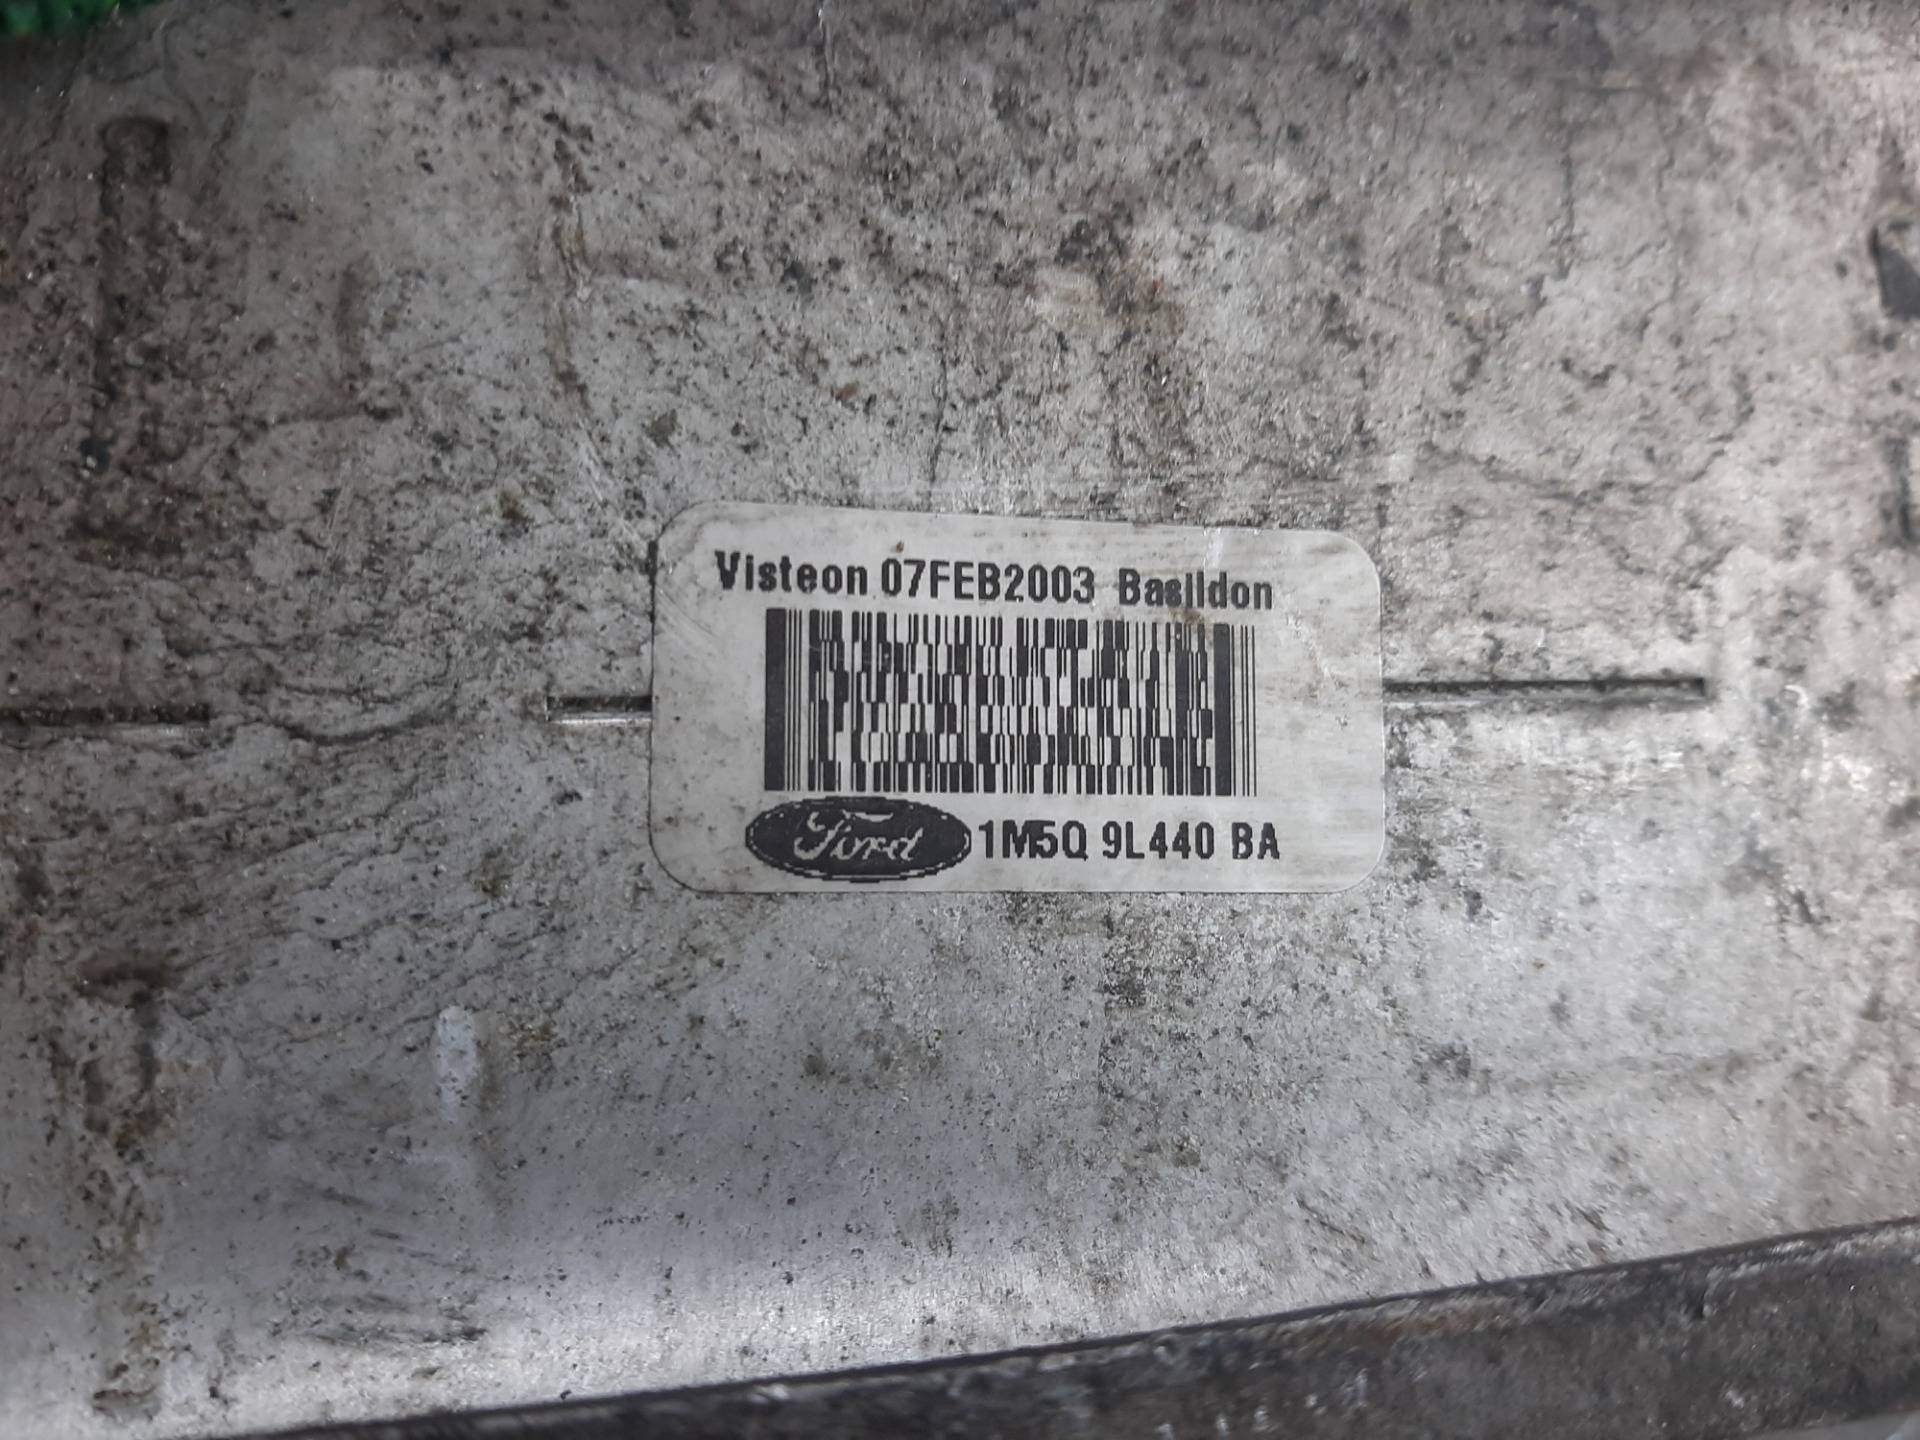 Visteon 07FEB2003 Basildon
Ford 1M5Q 9L440 BA